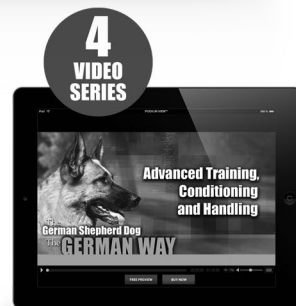 4
VIDEO
SERIES
Advanced Training,
Conditioning
and Handling
The
German Shepherd Dog
The GERMAN WAY
FREE PREVIEW
BUY NOW